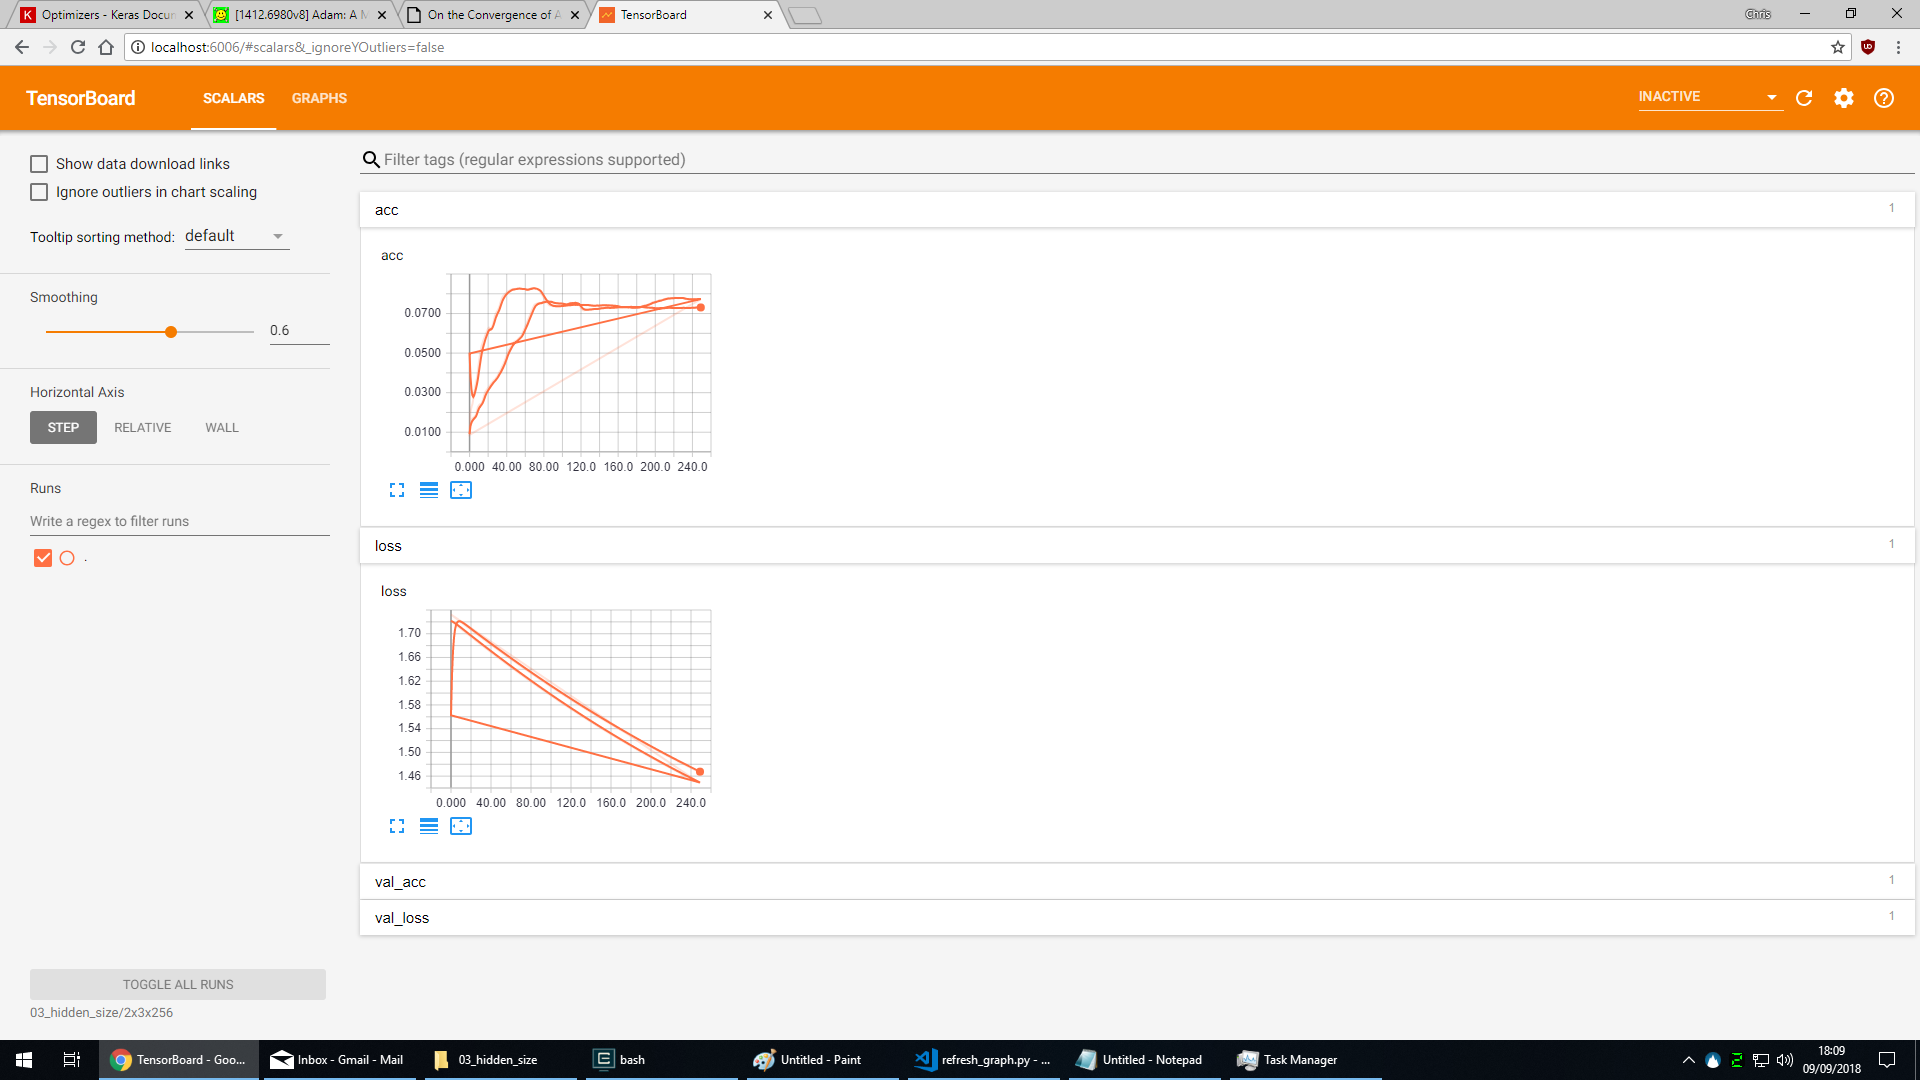 Optimizers - Keras Docun
[1412.6980v8] Adam: A M
On the Convergence of A
TensorBoard
Chris
localhost:6006/#scalars&_ignoreYOutliers=false
TensorBoard
SCALARS
GRAPHS
INACTIVE
Show data download links
Ignore outliers in chart scaling
Tooltip sorting method:
default
Smoothing
0.6
Horizontal Axis
STEP
RELATIVE
WALL
Runs
Write a regex to filter runs
.
TOGGLE ALL RUNS
03_hidden_size/2x3x256
Filter tags (regular expressions supported)
acc
1
acc
0.0700
0.0500
0.0300
0.0100
0.000 40.00 80.00 120.0 160.0 200.0 240.0
loss
1
loss
1.70
1.66
1.62
1.58
1.54
1.50
1.46
0.000 40.00 80.00 120.0 160.0 200.0 240.0
val_acc
1
val_loss
1
TensorBoard - Goo...
Inbox - Gmail - Mail
03_hidden_size
bash
Untitled - Paint
refresh_graph.py - ...
Untitled - Notepad
Task Manager
18:09
09/09/2018